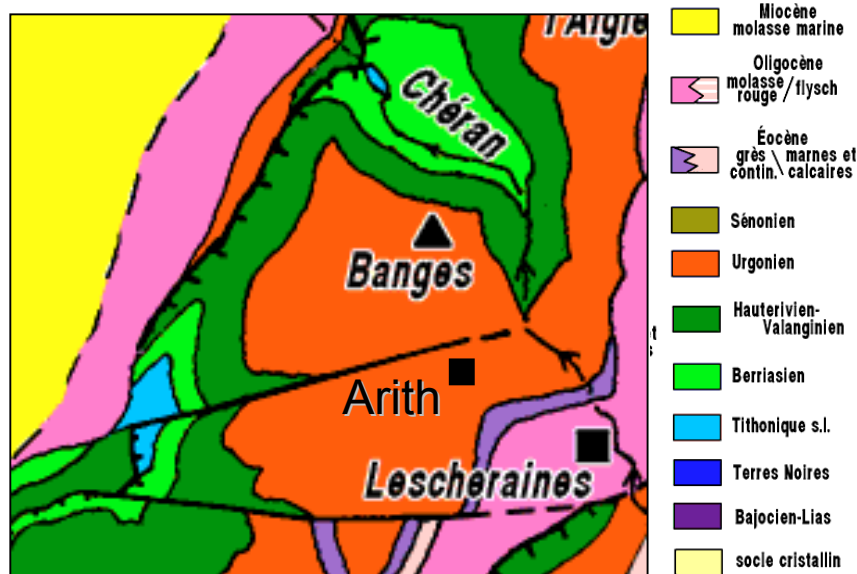 l'Aigle
Chéran
Banges
Arith
Lescheraines
Miocène
molasse marine
Oligocène
molasse
rouge / flysch
Éocène
grès \ marnes et
contin. \ calcaires
Sénonien
Urgonien
Hauterivien-
Valanginien
Berriasien
Tithonique s.l.
Terres Noires
Bajocien-Lias
socle cristallin